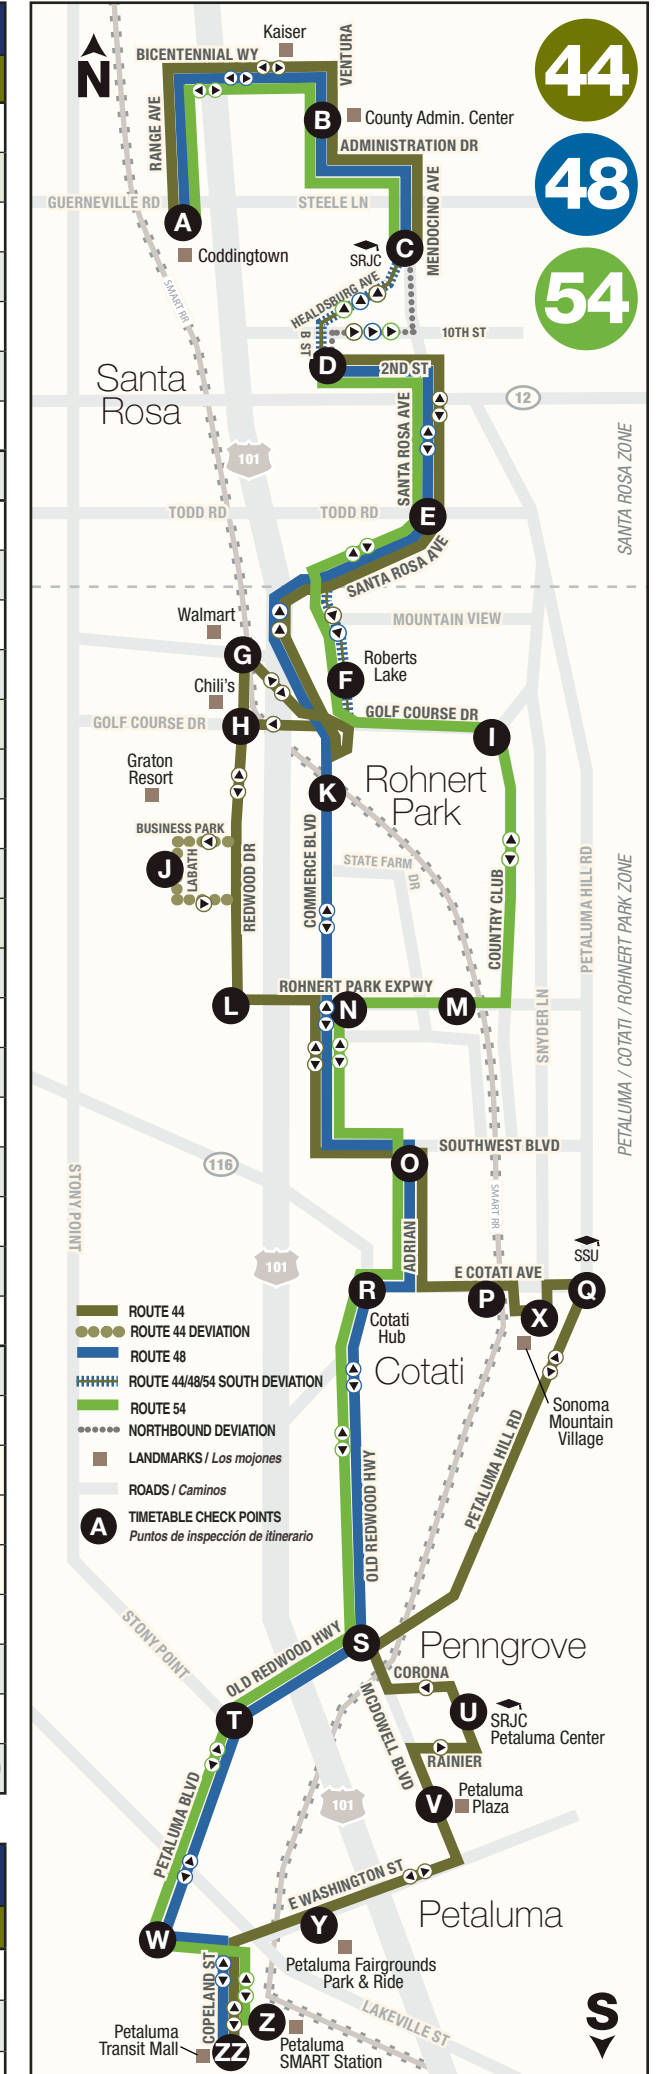 Kaiser
BICENTENNIAL WY
VENTURA
44
N
B
County Admin. Center
RANGE AVE
ADMINISTRATION DR
48
GUERNEVILLE RD
STEELE LN
MENDOCINO AVE
A
C
SRJC
Coddingtown
54
SMART RR
HEALDSBURG AVE
B ST
10TH ST
D
2ND ST
Santa
Rosa
12
SANTA ROSA AVE
101
SANTA ROSA ZONE
TODD RD
TODD RD
E
SANTA ROSA AVE
Walmart
MOUNTAIN VIEW
G
Roberts
Lake
F
Chili's
GOLF COURSE DR
H
GOLF COURSE DR
I
Graton
Resort
K
Rohnert
Park
BUSINESS PARK
J
LABATH
REDWOOD DR
COMMERCE BLVD
STATE FARM
DR
COUNTRY CLUB
PETALUMA HILL RD
PETALUMA / COTATI / ROHNERT PARK ZONE
ROHNERT PARK EXPWY
L
N
M
SNYDER LN
SOUTHWEST BLVD
O
116
STONY POINT
SMART RR
ADRIAN
101
SSU
E COTATI AVE
R
P
Q
X
Cotati
Hub
ROUTE 44
ROUTE 44 DEVIATION
ROUTE 48
ROUTE 44/48/54 SOUTH DEVIATION
ROUTE 54
NORTHBOUND DEVIATION
LANDMARKS / Los mojones
ROADS / Caminos
A
TIMETABLE CHECK POINTS
Puntos de inspección de itinerario
Cotati
Sonoma
Mountain
Village
OLD REDWOOD HWY
PETALUMA HILL RD
STONY POINT
OLD REDWOOD HWY
S
Penngrove
CORONA
T
MCDOWELL BLVD
U
SRJC
Petaluma Center
RAINIER
PETALUMA BLVD
101
V
Petaluma
Plaza
E WASHINGTON ST
Y
Petaluma
W
Petaluma Fairgrounds
Park & Ride
COPELAND ST
LAKEVILLE ST
Z
Petaluma
Transit Mall
ZZ
Petaluma
SMART Station
S